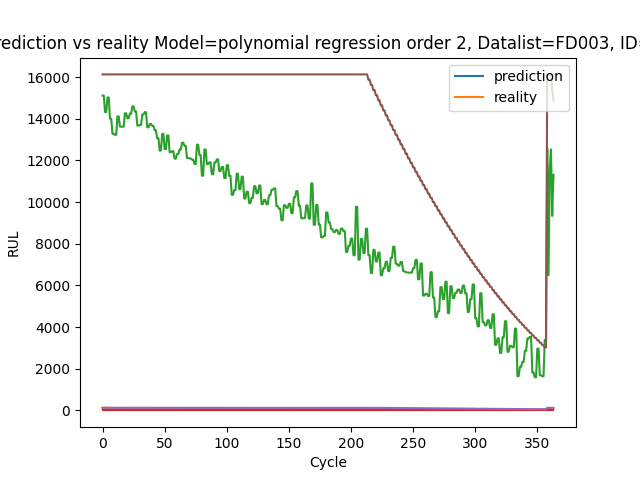 rediction vs reality Model=polynomial regression order 2, Datalist=FD003, ID=
prediction
reality
16000
14000
12000
10000
8000
6000
4000
2000
0
RUL
0 50 100 150 200 250 300 350
Cycle